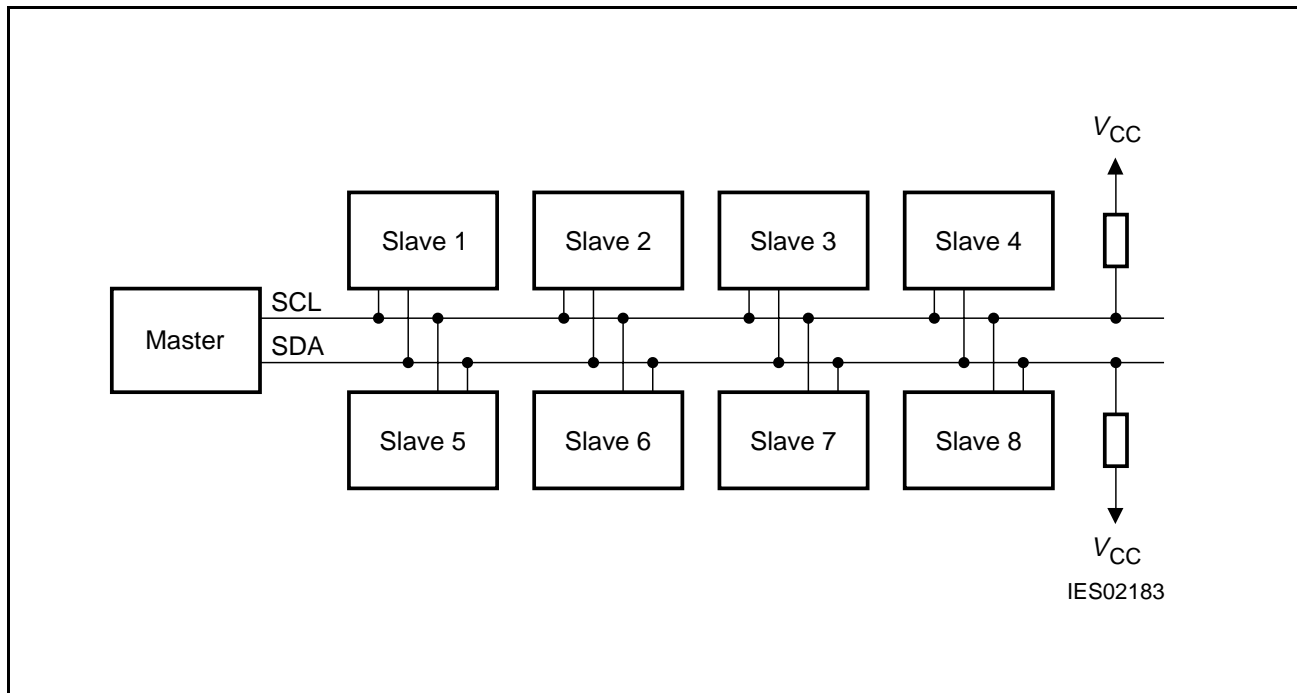 VCC
Slave 1
Slave 2
Slave 3
Slave 4
SCL
Master
SDA
Slave 5
Slave 6
Slave 7
Slave 8
VCC
IES02183